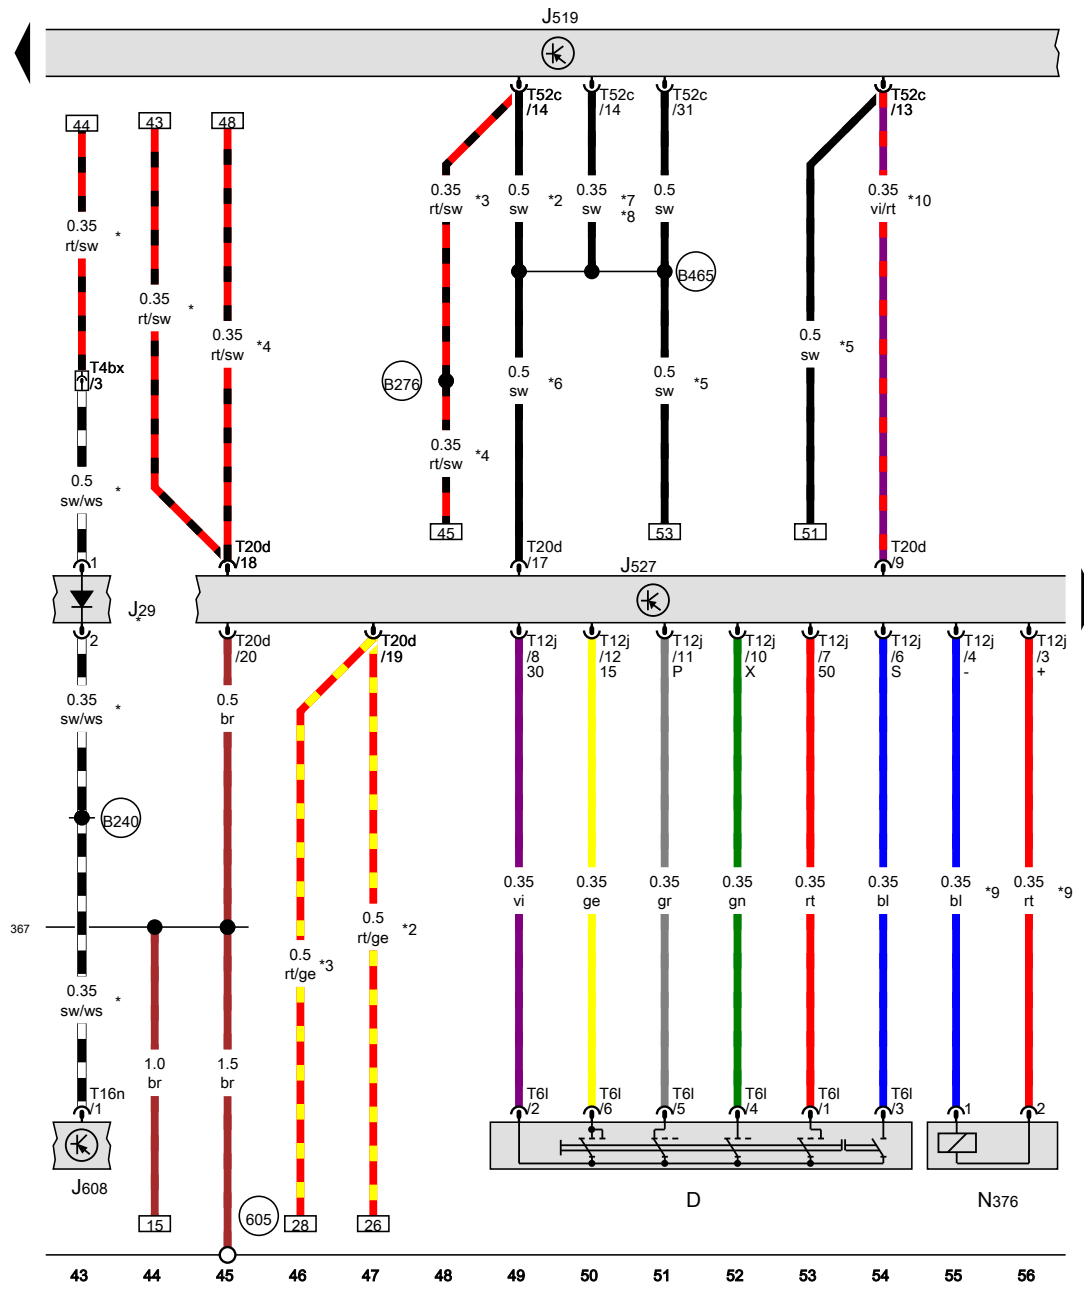 J519
T52c
/14
T52c
/14
T52c
/31
T52c
/13
44
43
48
0.35
rt/sw
*3
0.5
sw
*2
0.35
sw
*7
*8
0.5
sw
0.35
vi/rt
*10
0.35
rt/sw
*
B465
0.35
rt/sw
*
0.35
rt/sw
*4
0.5
sw
*5
T4bx
/3
B276
0.5
sw
*6
0.5
sw
*5
0.35
rt/sw
*4
0.5
sw/ws
*
45
53
51
1
T20d
/18
T20d
/17
J527
T20d
/9
J29
*
2
T20d
/20
T20d
/19
T12j
/8
30
T12j
/12
15
T12j
/11
P
T12j
/10
X
T12j
/7
50
T12j
/6
S
T12j
/4
-
T12j
/3
+
0.35
sw/ws
*
0.5
br
B240
0.35
vi
0.35
ge
0.35
gr
0.35
gn
0.35
rt
0.35
bl
0.35
bl
*9
0.35
rt
*9
367
0.5
rt/ge
*2
0.5
rt/ge
*3
0.35
sw/ws
*
1.0
br
1.5
br
T16n
/1
T6l
/2
T6l
/6
T6l
/5
T6l
/4
T6l
/1
T6l
/3
1
2
J608
D
N376
15
605
28
26
43 44 45 46 47 48 49 50 51 52 53 54 55 56